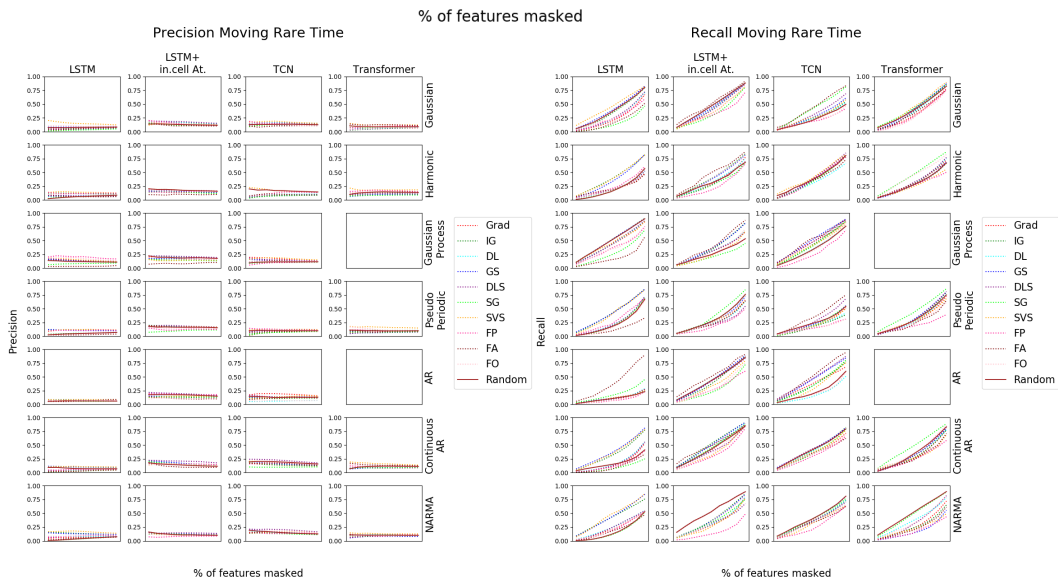 % of features masked
Precision Moving Rare Time
Recall Moving Rare Time
LSTM
LSTM+
in.cell At.
TCN
Transformer
LSTM
LSTM+
in.cell At.
TCN
Transformer
1.00
0.75
0.50
0.25
0.00
Gaussian
Harmonic
Gaussian
Process
Pseudo
Periodic
AR
Continuous
AR
NARMA
Precision
Grad
IG
DL
GS
DLS
SG
SVS
FP
FA
FO
Random
Recall
Gaussian
Harmonic
Gaussian
Process
Pseudo
Periodic
AR
Continuous
AR
NARMA
Grad
IG
DL
GS
DLS
SG
SVS
FP
FA
FO
Random
% of features masked
% of features masked